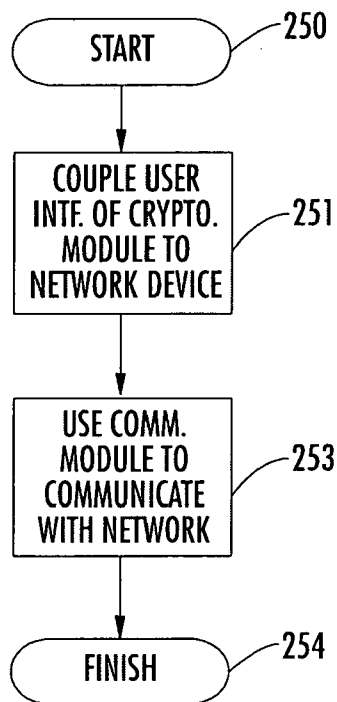 START
250
COUPLE USER
INTF. OF CRYPTO.
MODULE TO
NETWORK DEVICE
251
USE COMM.
MODULE TO
COMMUNICATE
WITH NETWORK
253
FINISH
254